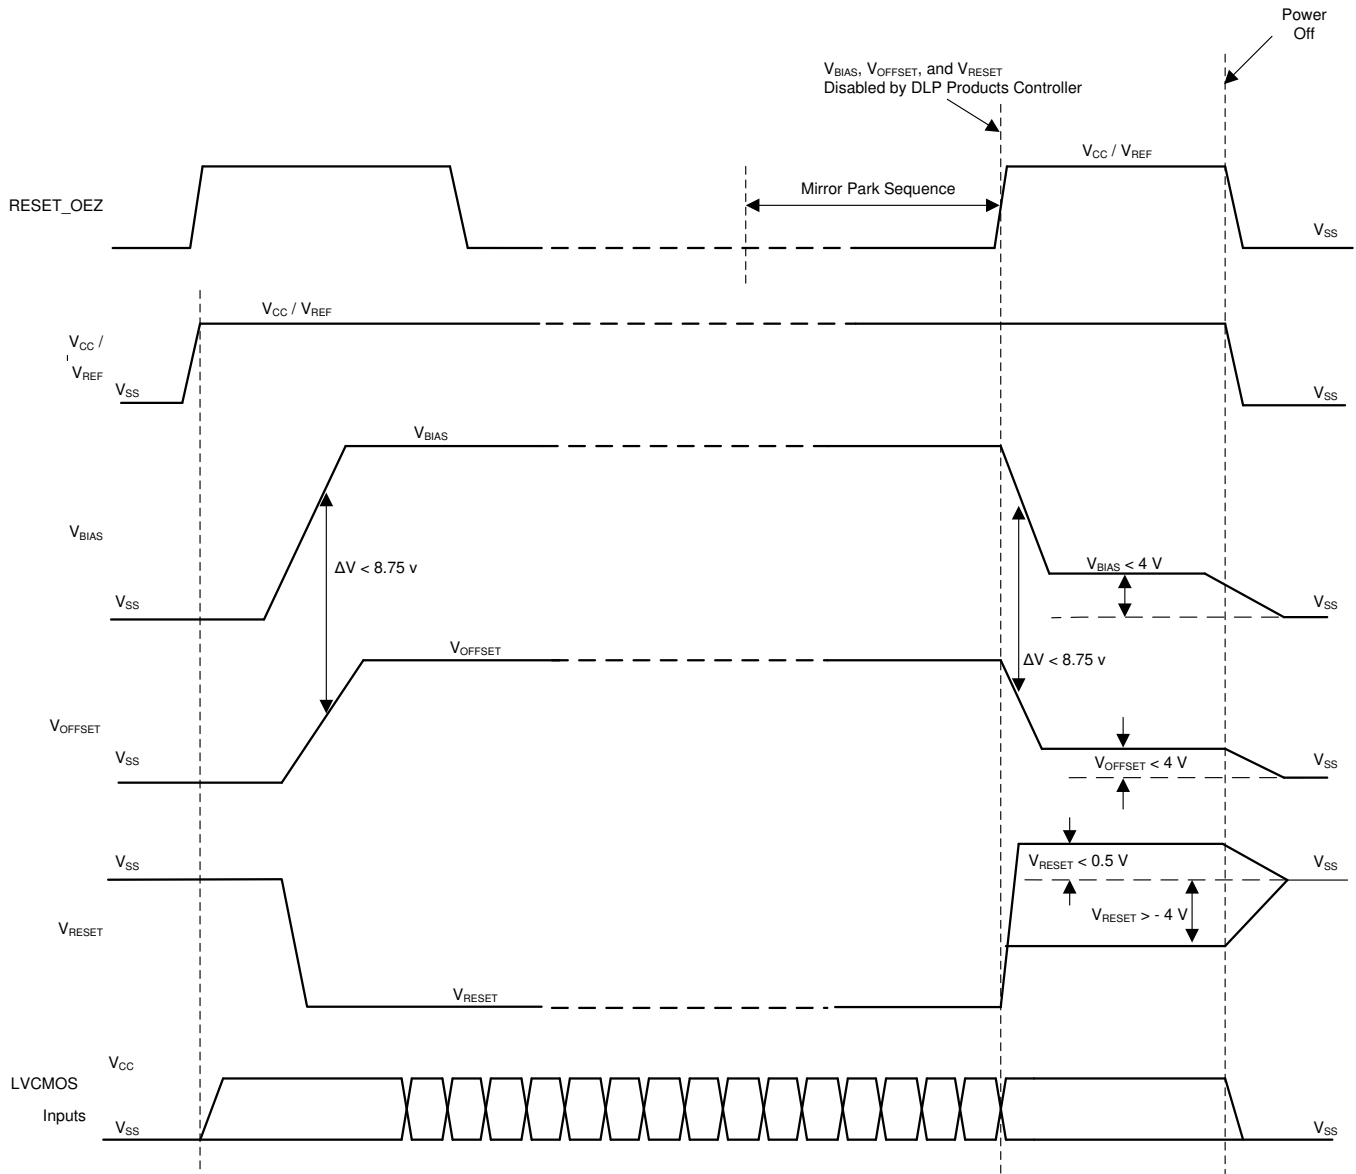 Power
Off
VBIAS, VOFFSET, and VRESET
Disabled by DLP Products Controller
VCC / VREF
Mirror Park Sequence
RESET_OEZ
VSS
VCC / VREF
VCC /
VREF
VSS
VSS
VBIAS
VBIAS
ΔV < 8.75 v
VBIAS < 4 V
VSS
VSS
VOFFSET
ΔV < 8.75 v
VOFFSET
VSS
VOFFSET < 4 V
VSS
VSS
VRESET < 0.5 V
VSS
VRESET > - 4 V
VRESET
VRESET
VCC
LVCMOS
Inputs
VSS
VSS